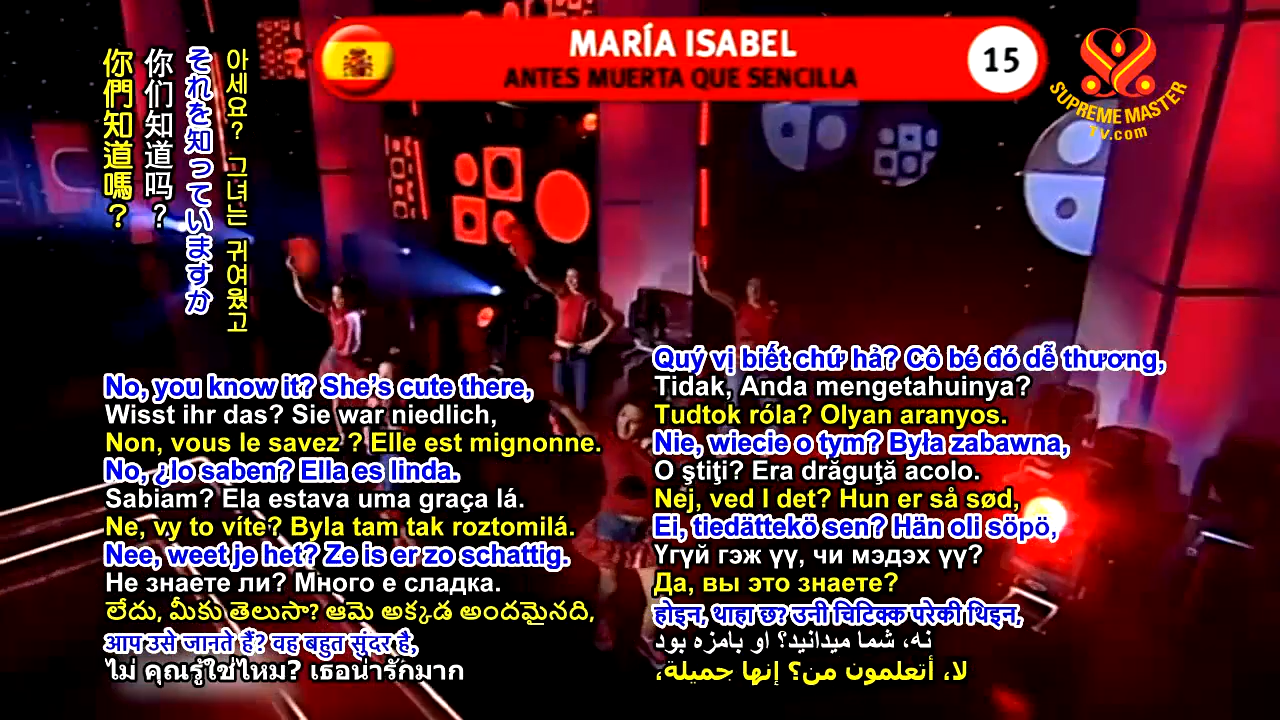 MARÍA ISABEL
ANTES MUERTA QUE SENCILLA
15
SUPREME MASTER
Tv.com
아세요? 그녀는 귀여웠고
それを知っていますか
你们知道吗？
你們知道嗎？
No, you know it? She's cute there,
Wisst ihr das? Sie war niedlich,
Non, vous le savez ? Elle est mignonne.
No, ¿lo saben? Ella es linda.
Sabiam? Ela estava uma graça lá.
Ne, vy to víte? Byla tam tak roztomilá.
Nee, weet je het? Ze is er zo schattig.
Не знаете ли? Много е сладка.
లేదు, మీకు తెలుసా? ఆమె అక్కడ అందమైనది,
आप उसे जानते हैं? वह बहुत सुंदर है,
ไม่ คุณรู้ใช่ไหม? เธอน่ารักมาก
Quý vị biết chứ hả? Cô bé đó dễ thương,
Tidak, Anda mengetahuinya?
Tudtok róla? Olyan aranyos.
Nie, wiecie o tym? Była zabawna,
O ştiţi? Era drăguţă acolo.
Nej, ved I det? Hun er så sød,
Ei, tiedättekö sen? Hän oli söpö,
Үгүй гэж үү, чи мэдэх үү?
Да, вы это знаете?
होइन, थाहा छ? उनी चिटिक्क परेकी थिइन्,
نه، شما میدانید؟ او بامزه بود
لا، أتعلمون من؟ إنها جميلة،